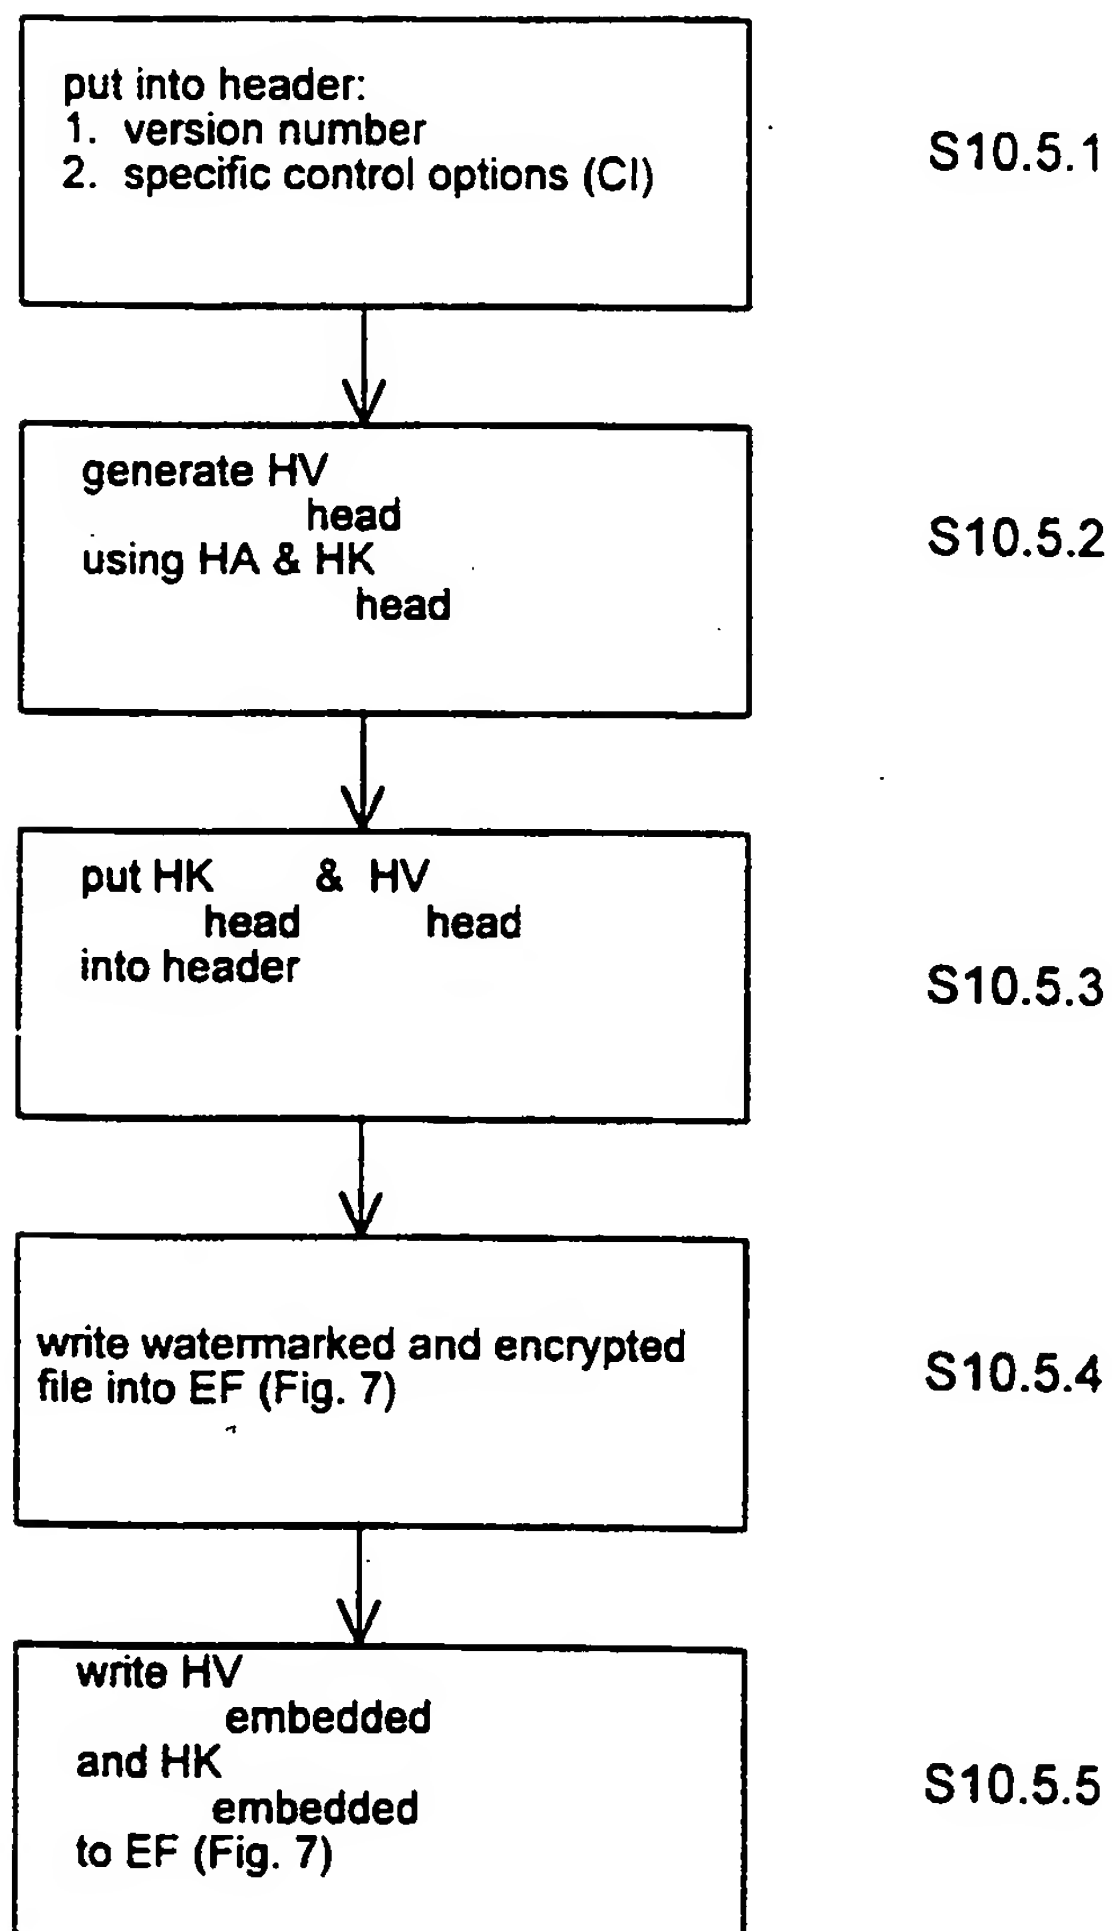 put into header:
1. version number
2. specific control options (CI)
S10.5.1
generate HV
head
using HA & HK
head
S10.5.2
put HK & HV
head head
into header
S10.5.3
write watermarked and encrypted
file into EF (Fig. 7)
S10.5.4
write HV
embedded
and HK
embedded
to EF (Fig. 7)
S10.5.5